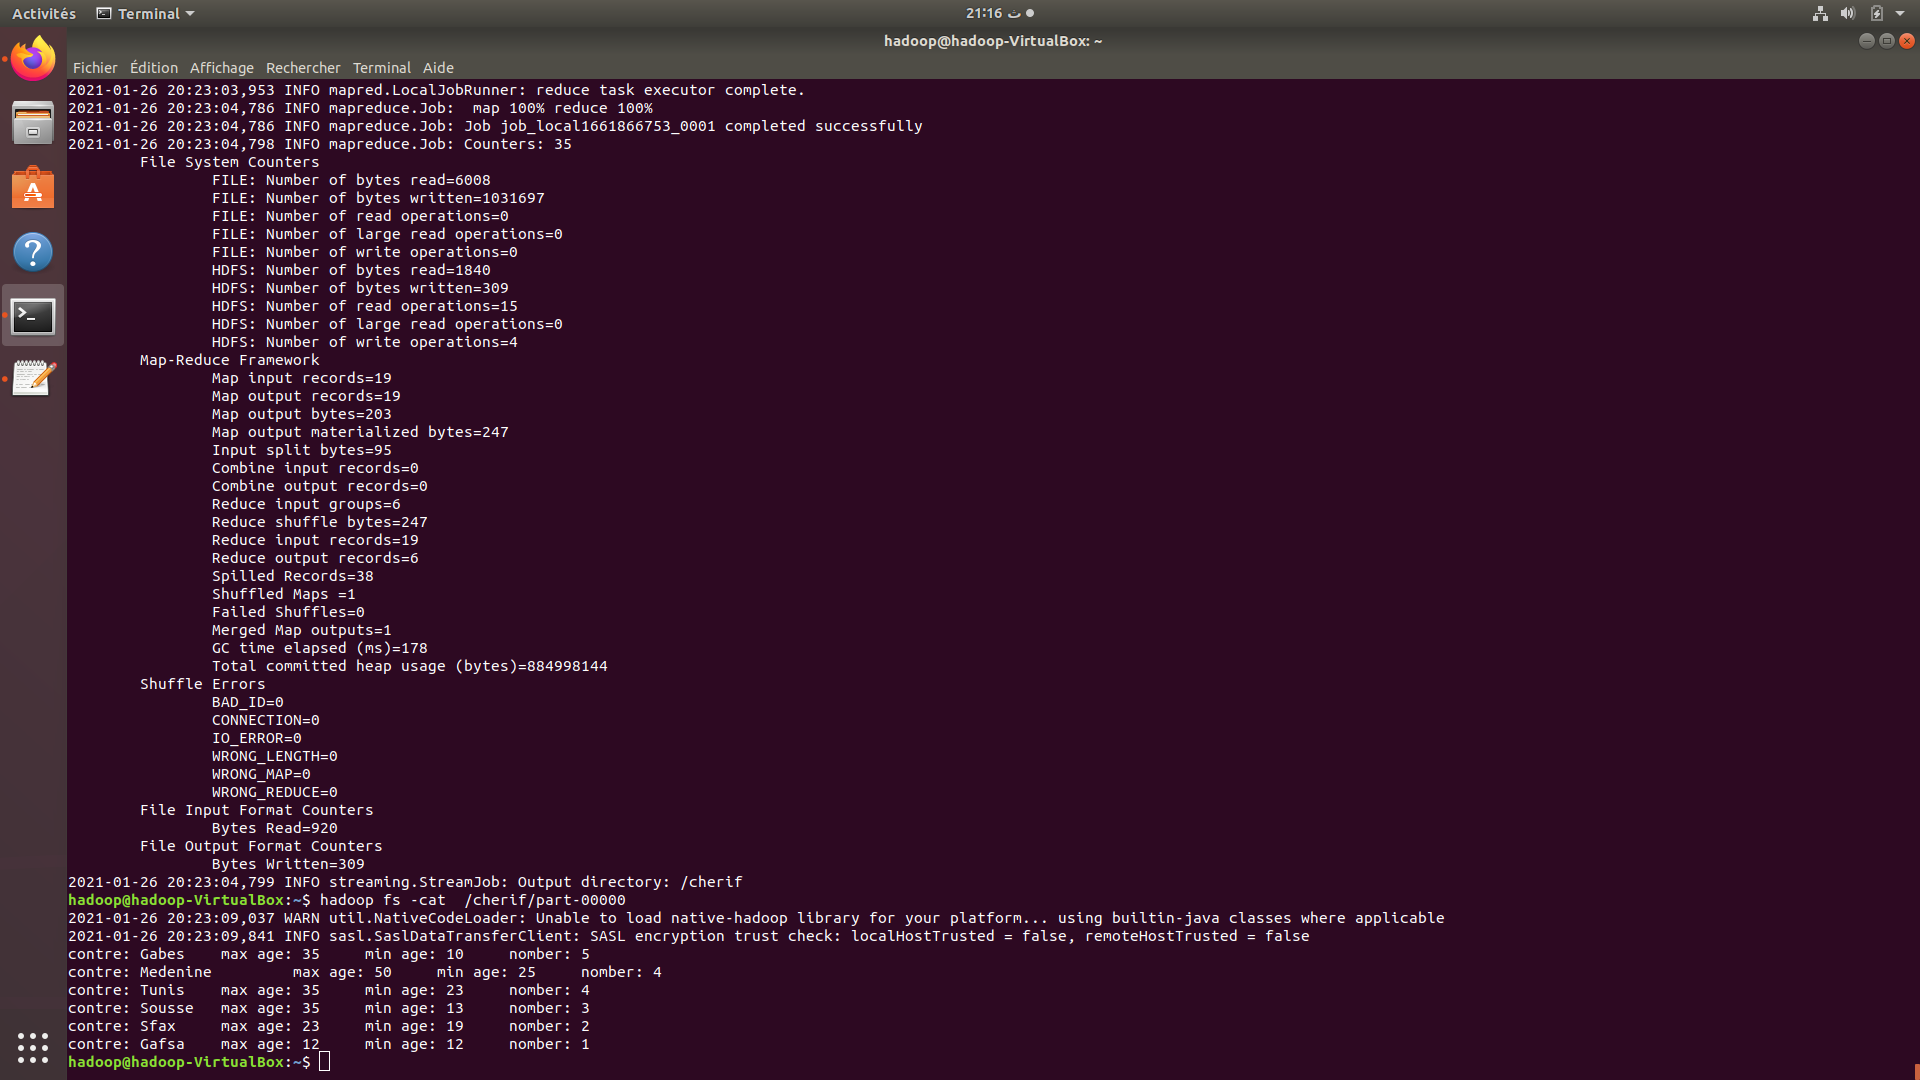 Activités Terminal 21:16 ث
hadoop@hadoop-VirtualBox: ~
Fichier Édition Affichage Rechercher Terminal Aide
2021-01-26 20:23:03,953 INFO mapred.LocalJobRunner: reduce task executor complete.
2021-01-26 20:23:04,786 INFO mapreduce.Job:  map 100% reduce 100%
2021-01-26 20:23:04,786 INFO mapreduce.Job: Job job_local1661866753_0001 completed successfully
2021-01-26 20:23:04,798 INFO mapreduce.Job: Counters: 35
File System Counters
FILE: Number of bytes read=6008
FILE: Number of bytes written=1031697
FILE: Number of read operations=0
FILE: Number of large read operations=0
FILE: Number of write operations=0
HDFS: Number of bytes read=1840
HDFS: Number of bytes written=309
HDFS: Number of read operations=15
HDFS: Number of large read operations=0
HDFS: Number of write operations=4
Map-Reduce Framework
Map input records=19
Map output records=19
Map output bytes=203
Map output materialized bytes=247
Input split bytes=95
Combine input records=0
Combine output records=0
Reduce input groups=6
Reduce shuffle bytes=247
Reduce input records=19
Reduce output records=6
Spilled Records=38
Shuffled Maps =1
Failed Shuffles=0
Merged Map outputs=1
GC time elapsed (ms)=178
Total committed heap usage (bytes)=884998144
Shuffle Errors
BAD_ID=0
CONNECTION=0
IO_ERROR=0
WRONG_LENGTH=0
WRONG_MAP=0
WRONG_REDUCE=0
File Input Format Counters
Bytes Read=920
File Output Format Counters
Bytes Written=309
2021-01-26 20:23:04,799 INFO streaming.StreamJob: Output directory: /cherif
hadoop@hadoop-VirtualBox:~$ hadoop fs -cat  /cherif/part-00000
2021-01-26 20:23:09,037 WARN util.NativeCodeLoader: Unable to load native-hadoop library for your platform... using builtin-java classes where applicable
2021-01-26 20:23:09,841 INFO sasl.SaslDataTransferClient: SASL encryption trust check: localHostTrusted = false, remoteHostTrusted = false
contre: Gabes    max age: 35     min age: 10     nomber: 5
contre: Medenine         max age: 50     min age: 25     nomber: 4
contre: Tunis    max age: 35     min age: 23     nomber: 4
contre: Sousse   max age: 35     min age: 13     nomber: 3
contre: Sfax     max age: 23     min age: 19     nomber: 2
contre: Gafsa    max age: 12     min age: 12     nomber: 1
hadoop@hadoop-VirtualBox:~$